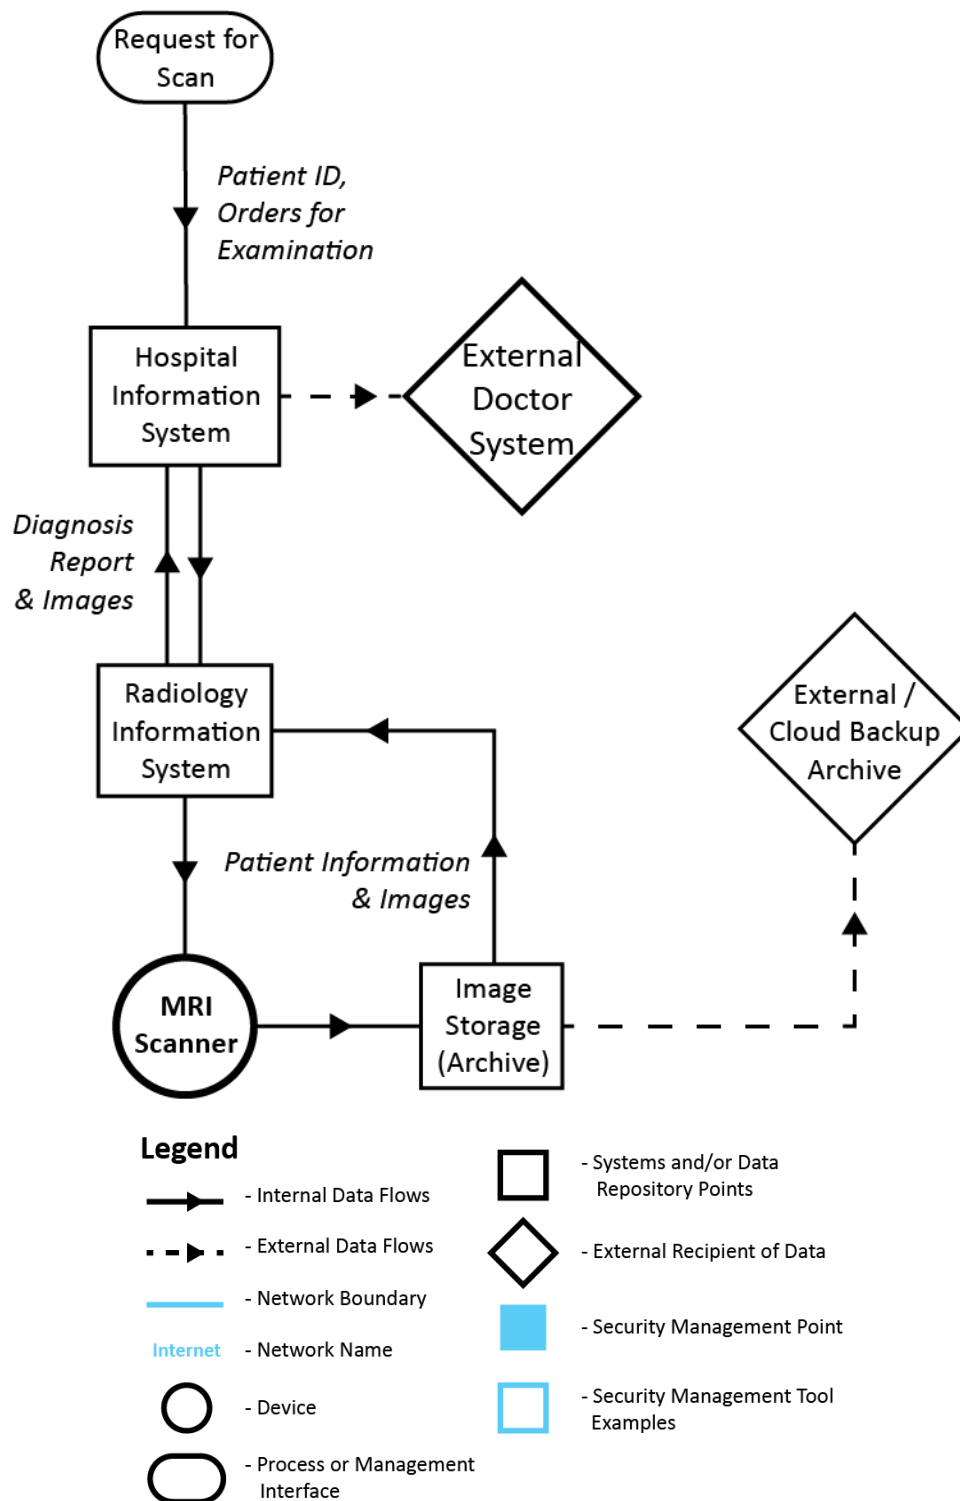 Request for
Scan
Patient ID,
Orders for
Examination
Hospital
Information
System
External
Doctor
System
Diagnosis
Report
& Images
Radiology
Information
System
External /
Cloud Backup
Archive
Patient Information
& Images
MRI
Scanner
Image
Storage
(Archive)
Legend
- Internal Data Flows
- External Data Flows
- Network Boundary
Internet - Network Name
- Device
- Process or Management
Interface
- Systems and/or Data
Repository Points
- External Recipient of Data
- Security Management Point
- Security Management Tool
Examples